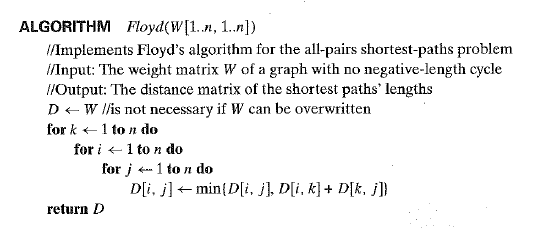 ALGORITHM Floyd(W[1..n, 1..n])
//Implements Floyd's algorithm for the all-pairs shortest-paths problem
//Input: The weight matrix W of a graph with no negative-length cycle
//Output: The distance matrix of the shortest paths' lengths
D ← W //is not necessary if W can be overwritten
for k ← 1 to n do
for i ← 1 to n do
for j ← 1 to n do
D[i, j] ← min{D[i, j], D[i, k] + D[k, j]}
return D